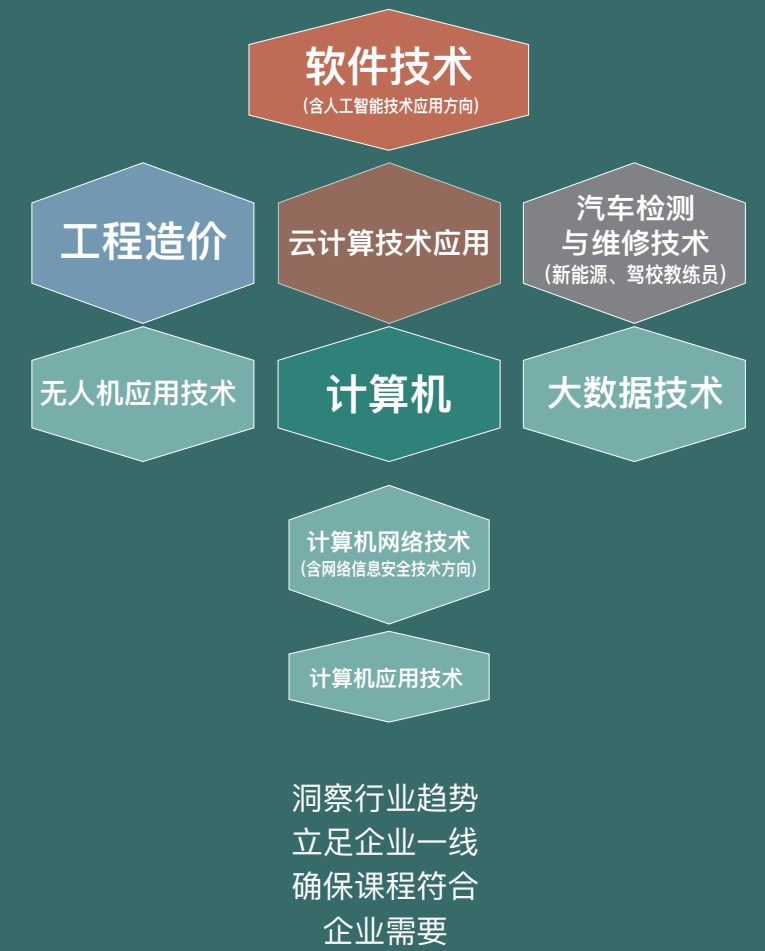 软件技术
(含人工智能技术应用方向)
工程造价
云计算技术应用
汽车检测
与维修技术
(新能源、驾校教练员)
无人机应用技术
计算机
大数据技术
计算机网络技术
(含网络信息安全技术方向)
计算机应用技术
洞察行业趋势
立足企业一线
确保课程符合
企业需要